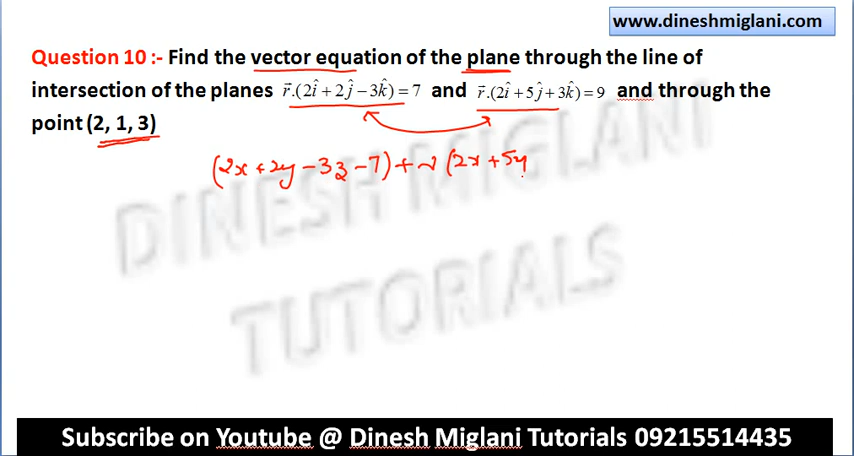 www.dineshmiglani.com
Question 10 :- Find the vector equation of the plane through the line of
intersection of the planes r⃗.(2î + 2ĵ − 3k̂) = 7 and r⃗.(2î + 5ĵ + 3k̂) = 9 and through the
point (2, 1, 3)
(2x + 2y − 3z − 7) + λ (2x + 5y
DINESH MIGLANI
TUTORIALS
Subscribe on Youtube @ Dinesh Miglani Tutorials 09215514435